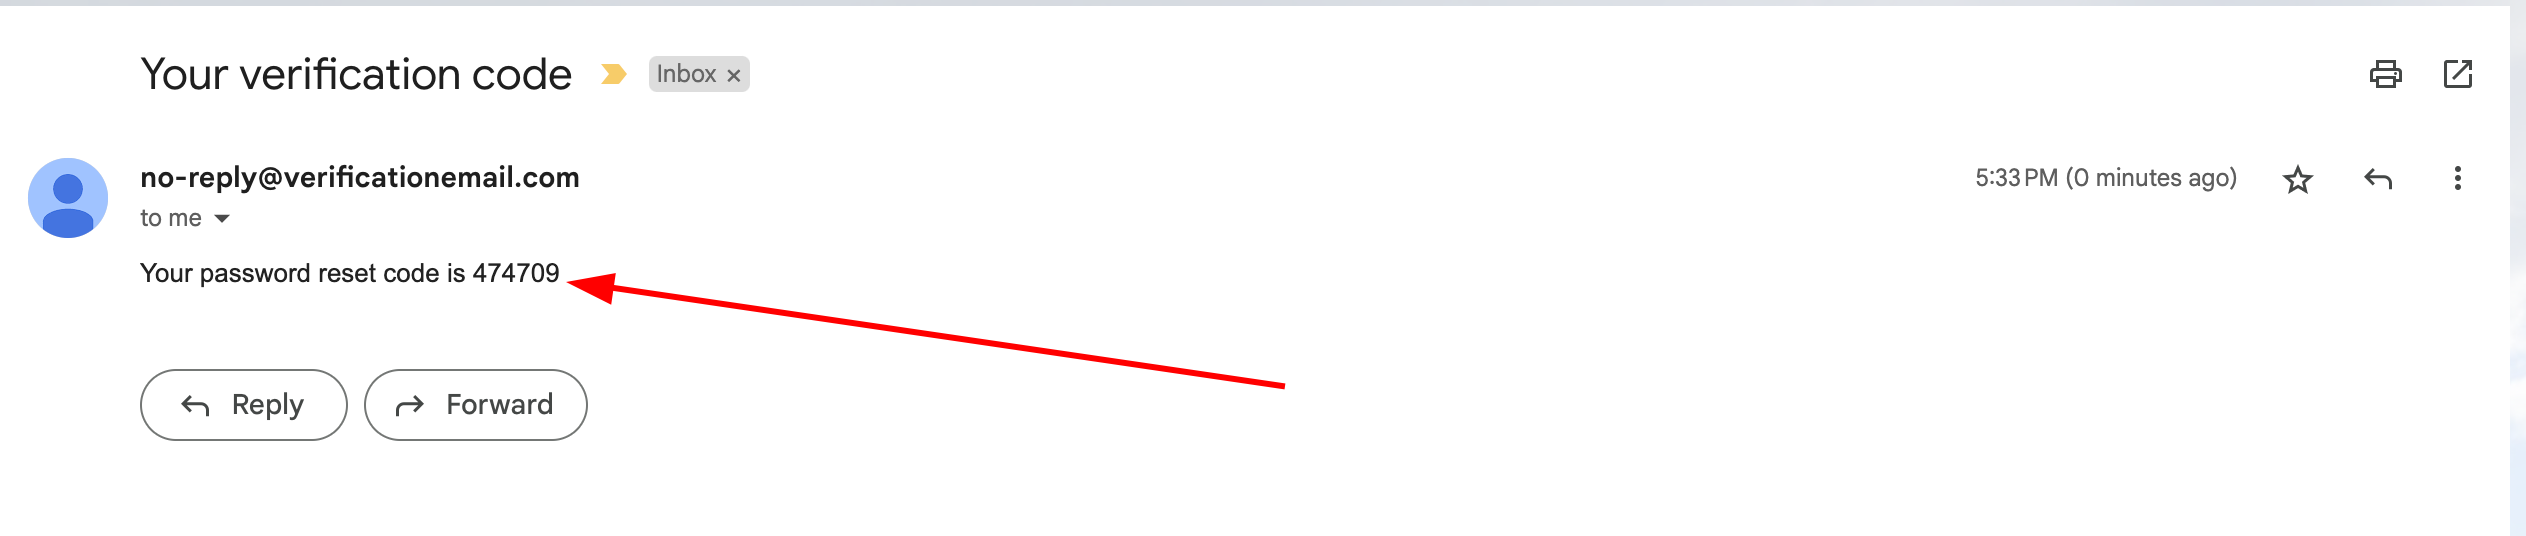 Your verification code Inbox ×
no-reply@verificationemail.com 5:33 PM (0 minutes ago)
to me
Your password reset code is 474709
Reply Forward